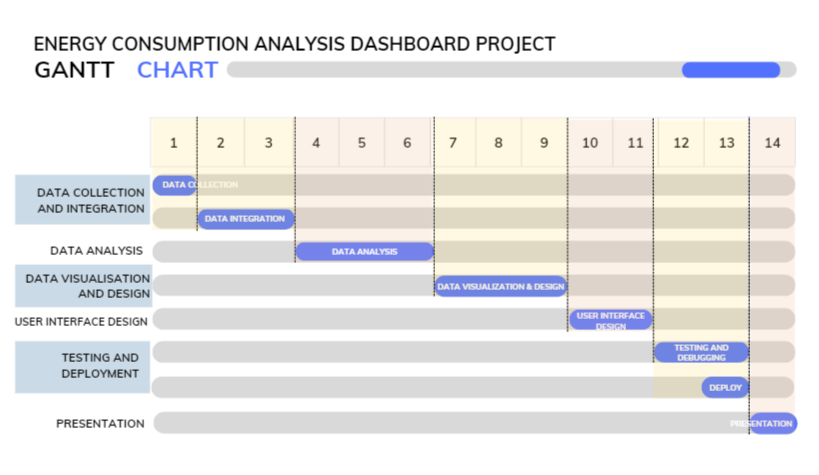 ENERGY CONSUMPTION ANALYSIS DASHBOARD PROJECT
GANTT CHART
1 2 3 4 5 6 7 8 9 10 11 12 13 14
DATA COLLECTION
AND INTEGRATION
DATA COLLECTION
DATA INTEGRATION
DATA ANALYSIS
DATA ANALYSIS
DATA VISUALISATION
AND DESIGN
DATA VISUALIZATION & DESIGN
USER INTERFACE DESIGN
USER INTERFACE
DESIGN
TESTING AND
DEPLOYMENT
TESTING AND
DEBUGGING
DEPLOY
PRESENTATION
PRESENTATION